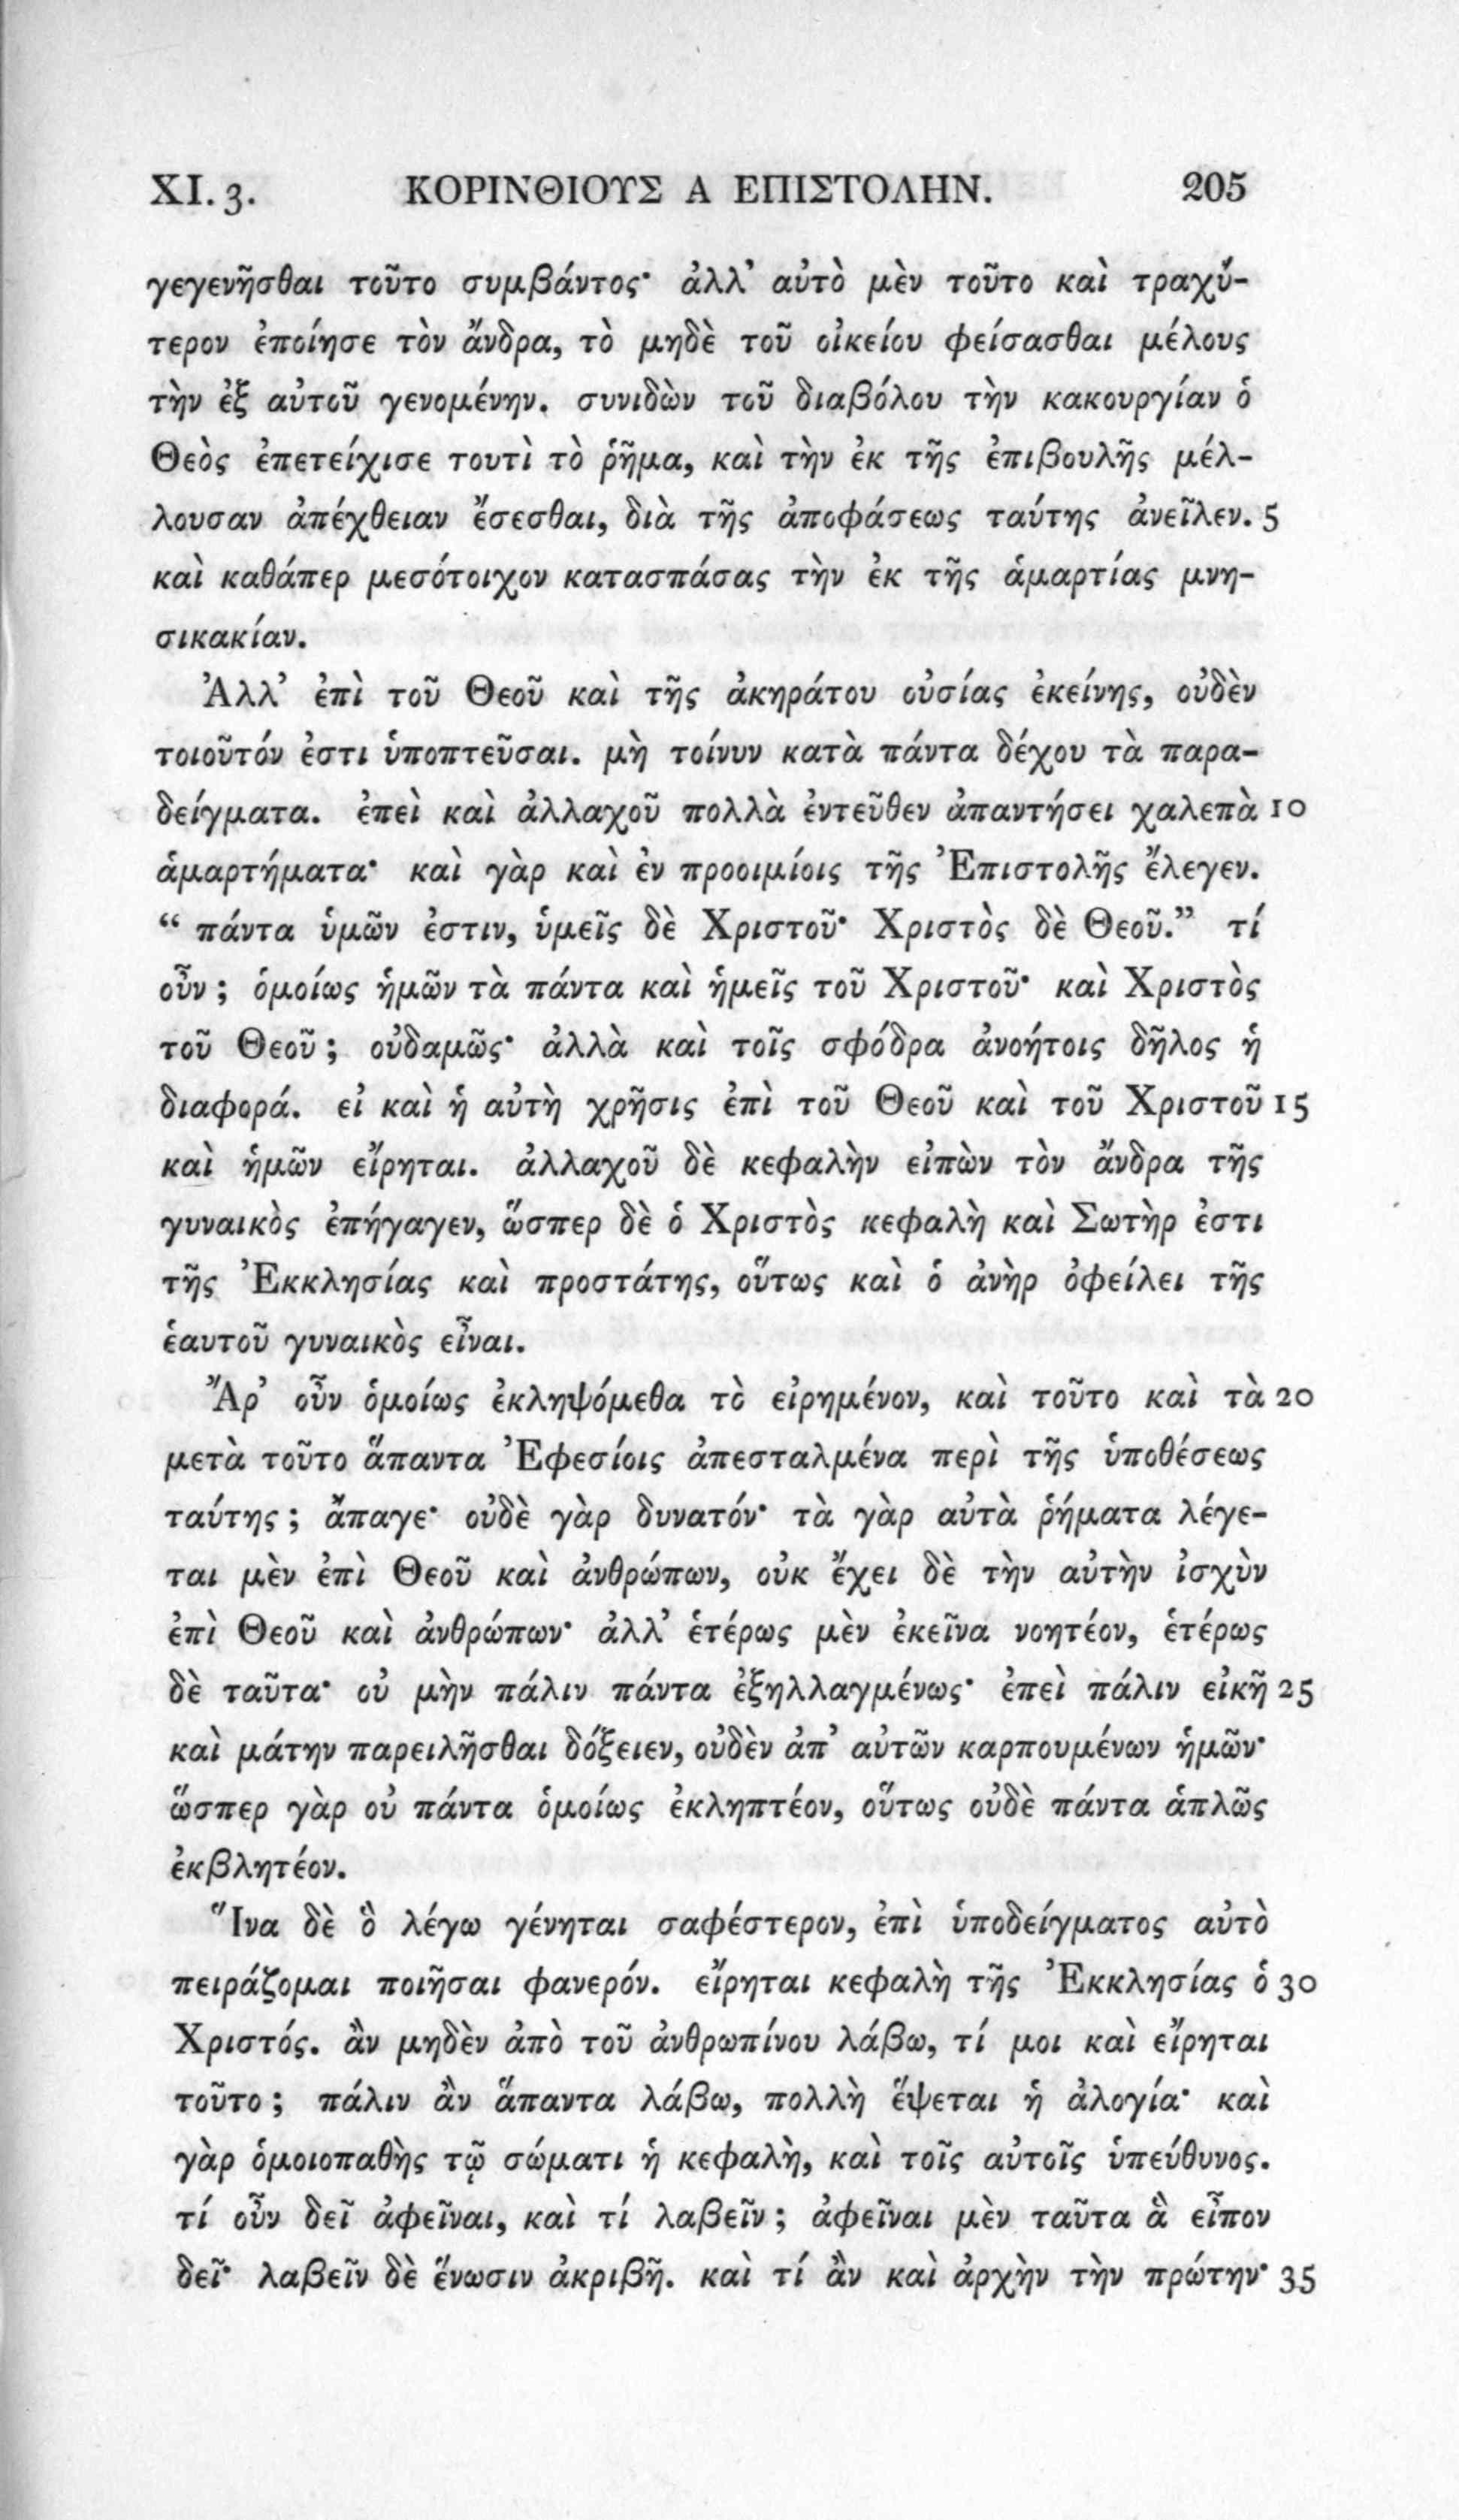 XI. 3. ΚΟΡΙΝΘΙΟΥΣ Α ΕΠΙΣΤΟΛΗΝ. 205
γεγενῆσθαι τοῦτο συμβάντος· ἀλλ’ αὐτὸ μὲν τοῦτο καὶ τραχύ-
τερον ἐποίησε τὸν ἄνδρα, τὸ μηδὲ τοῦ οἰκείου φείσασθαι μέλους
τὴν ἐξ αὐτοῦ γενομένην. συνιδὼν τοῦ διαβόλου τὴν κακουργίαν ὁ
Θεὸς ἐπετείχισε τουτὶ τὸ ῥῆμα, καὶ τὴν ἐκ τῆς ἐπιβουλῆς μέλ-
λουσαν ἀπέχθειαν ἔσεσθαι, διὰ τῆς ἀποφάσεως ταύτης ἀνεῖλεν. 5
καὶ καθάπερ μεσότοιχον κατασπάσας τὴν ἐκ τῆς ἁμαρτίας μνη-
σικακίαν.
Ἀλλ’ ἐπὶ τοῦ Θεοῦ καὶ τῆς ἀκηράτου οὐσίας ἐκείνης, οὐδὲν
τοιοῦτόν ἐστι ὑποπτεῦσαι. μὴ τοίνυν κατὰ πάντα δέχου τὰ παρα-
δείγματα. ἐπεὶ καὶ ἀλλαχοῦ πολλὰ ἐντεῦθεν ἀπαντήσει χαλεπὰ 10
ἁμαρτήματα· καὶ γὰρ καὶ ἐν προοιμίοις τῆς Ἐπιστολῆς ἔλεγεν.
“ πάντα ὑμῶν ἐστιν, ὑμεῖς δὲ Χριστοῦ· Χριστὸς δὲ Θεοῦ.” τί
οὖν ; ὁμοίως ἡμῶν τὰ πάντα καὶ ἡμεῖς τοῦ Χριστοῦ· καὶ Χριστὸς
τοῦ Θεοῦ ; οὐδαμῶς· ἀλλὰ καὶ τοῖς σφόδρα ἀνοήτοις δῆλος ἡ
διαφορά. εἰ καὶ ἡ αὐτὴ χρῆσις ἐπὶ τοῦ Θεοῦ καὶ τοῦ Χριστοῦ 15
καὶ ἡμῶν εἴρηται. ἀλλαχοῦ δὲ κεφαλὴν εἰπὼν τὸν ἄνδρα τῆς
γυναικὸς ἐπήγαγεν, ὥσπερ δὲ ὁ Χριστὸς κεφαλὴ καὶ Σωτὴρ ἐστι
τῆς Ἐκκλησίας καὶ προστάτης, οὕτως καὶ ὁ ἀνὴρ ὀφείλει τῆς
ἑαυτοῦ γυναικὸς εἶναι.
Ἄρ’ οὖν ὁμοίως ἐκληψόμεθα τὸ εἰρημένον, καὶ τοῦτο καὶ τὰ 20
μετὰ τοῦτο ἅπαντα Ἐφεσίοις ἀπεσταλμένα περὶ τῆς ὑποθέσεως
ταύτης ; ἄπαγε· οὐδὲ γὰρ δυνατόν· τὰ γὰρ αὐτὰ ῥήματα λέγε-
ται μὲν ἐπὶ Θεοῦ καὶ ἀνθρώπων, οὐκ ἔχει δὲ τὴν αὐτὴν ἰσχὺν
ἐπὶ Θεοῦ καὶ ἀνθρώπων· ἀλλ’ ἑτέρως μὲν ἐκεῖνα νοητέον, ἑτέρως
δὲ ταῦτα· οὐ μὴν πάλιν πάντα ἐξηλλαγμένως· ἐπεὶ πάλιν εἰκῆ 25
καὶ μάτην παρειλῆσθαι δόξειεν, οὐδὲν ἀπ’ αὐτῶν καρπουμένων ἡμῶν·
ὥσπερ γὰρ οὐ πάντα ὁμοίως ἐκληπτέον, οὕτως οὐδὲ πάντα ἁπλῶς
ἐκβλητέον.
Ἵνα δὲ ὃ λέγω γένηται σαφέστερον, ἐπὶ ὑποδείγματος αὐτὸ
πειράζομαι ποιῆσαι φανερόν. εἴρηται κεφαλὴ τῆς Ἐκκλησίας ὁ 30
Χριστός. ἂν μηδὲν ἀπὸ τοῦ ἀνθρωπίνου λάβω, τί μοι καὶ εἴρηται
τοῦτο ; πάλιν ἂν ἅπαντα λάβω, πολλὴ ἕψεται ἡ ἀλογία· καὶ
γὰρ ὁμοιοπαθὴς τῷ σώματι ἡ κεφαλὴ, καὶ τοῖς αὐτοῖς ὑπεύθυνος.
τί οὖν δεῖ ἀφεῖναι, καὶ τί λαβεῖν ; ἀφεῖναι μὲν ταῦτα ἃ εἶπον
δεῖ· λαβεῖν δὲ ἕνωσιν ἀκριβῆ. καὶ τί ἂν καὶ ἀρχὴν τὴν πρώτην· 35